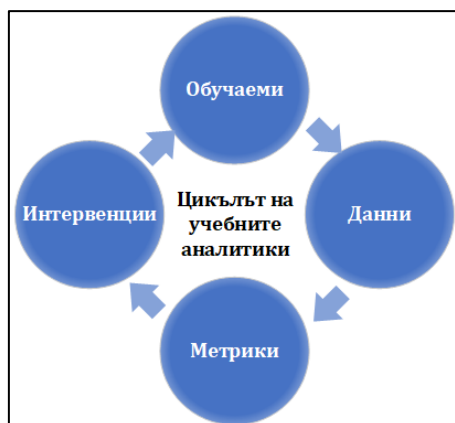 Обучаеми
Интервенции
Цикълът на
учебните
аналитики
Данни
Метрики